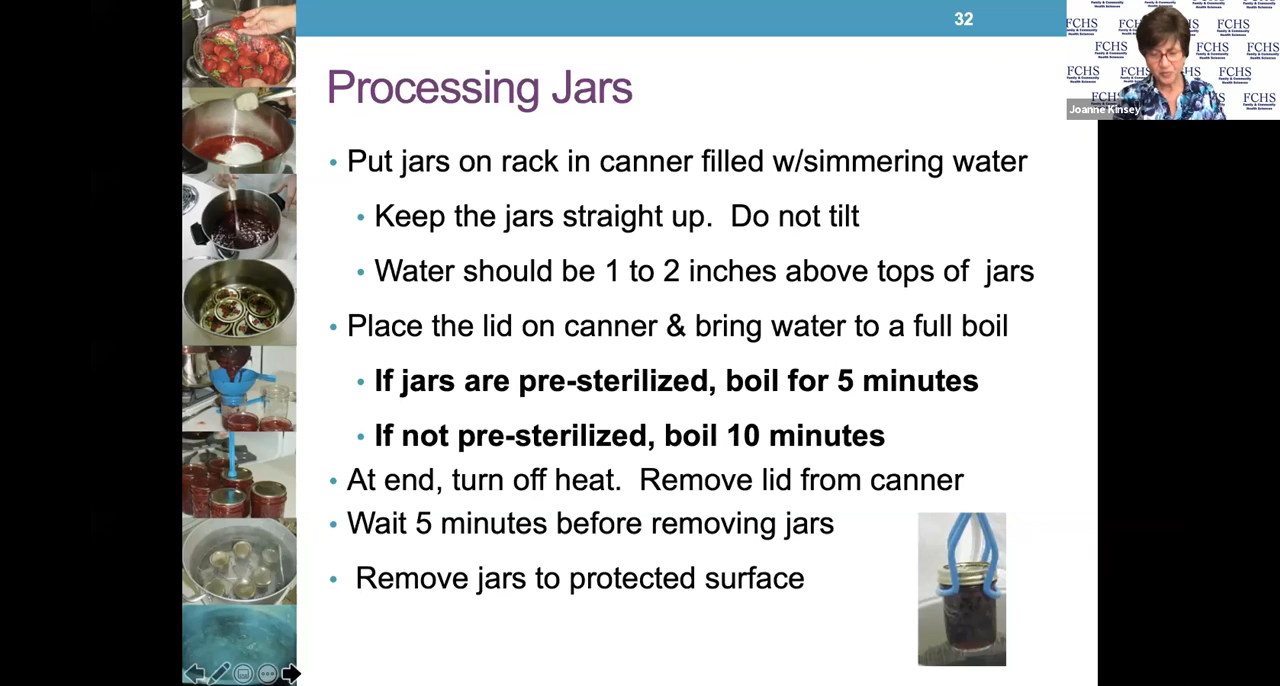 32
Processing Jars
• Put jars on rack in canner filled w/simmering water
• Keep the jars straight up.  Do not tilt
• Water should be 1 to 2 inches above tops of  jars
• Place the lid on canner & bring water to a full boil
• If jars are pre-sterilized, boil for 5 minutes
• If not pre-sterilized, boil 10 minutes
• At end, turn off heat.  Remove lid from canner
• Wait 5 minutes before removing jars
• Remove jars to protected surface
FCHS
Family & Community
Health Sciences
Joanne Kinsey